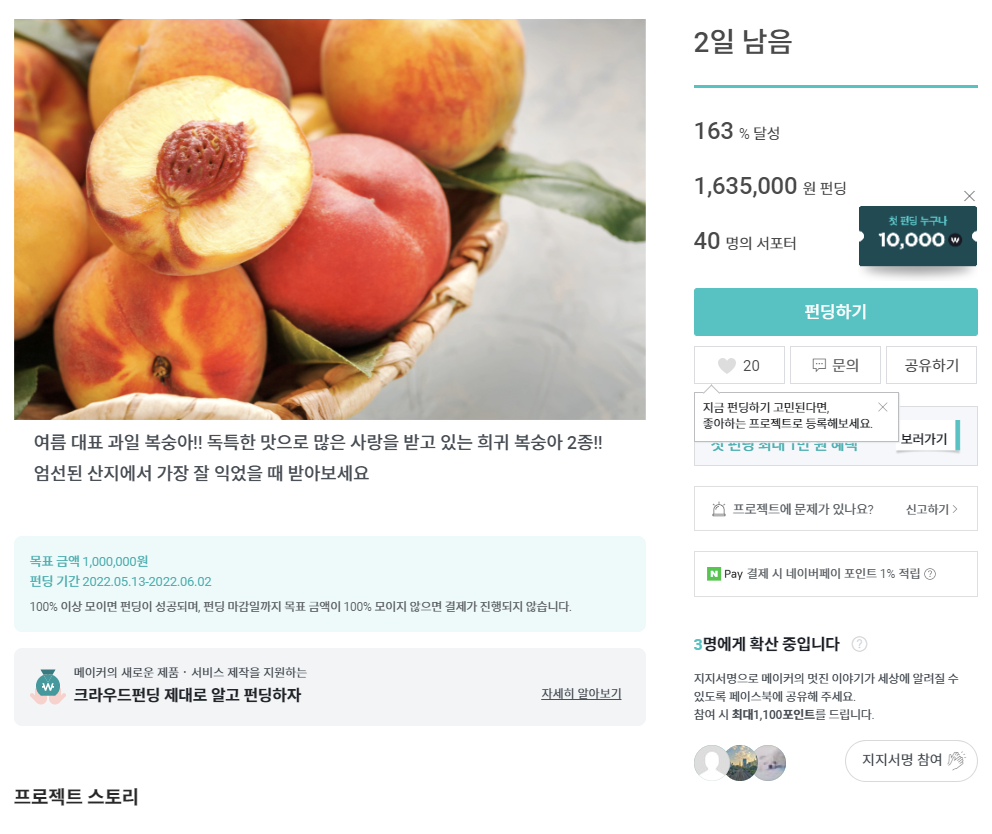 여름 대표 과일 복숭아!! 독특한 맛으로 많은 사랑을 받고 있는 희귀 복숭아 2종!!
엄선된 산지에서 가장 잘 익었을 때 받아보세요
목표 금액 1,000,000원
펀딩 기간 2022.05.13-2022.06.02
100% 이상 모이면 펀딩이 성공되며, 펀딩 마감일까지 목표 금액이 100% 모이지 않으면 결제가 진행되지 않습니다.
메이커의 새로운 제품 · 서비스 제작을 지원하는
크라우드펀딩 제대로 알고 펀딩하자
자세히 알아보기
프로젝트 스토리
2일 남음
163 % 달성
1,635,000 원 펀딩
40 명의 서포터
첫 펀딩 누구나
10,000 ₩
펀딩하기
20
문의
공유하기
지금 펀딩하기 고민된다면,
좋아하는 프로젝트로 등록해보세요.
첫 펀딩 최대 1만 원 혜택
보러가기
프로젝트에 문제가 있나요?
신고하기 >
N Pay 결제 시 네이버페이 포인트 1% 적립 ?
3명에게 확산 중입니다 ?
지지서명으로 메이커의 멋진 이야기가 세상에 알려질 수
있도록 페이스북에 공유해 주세요.
참여 시 최대1,100포인트를 드립니다.
지지서명 참여